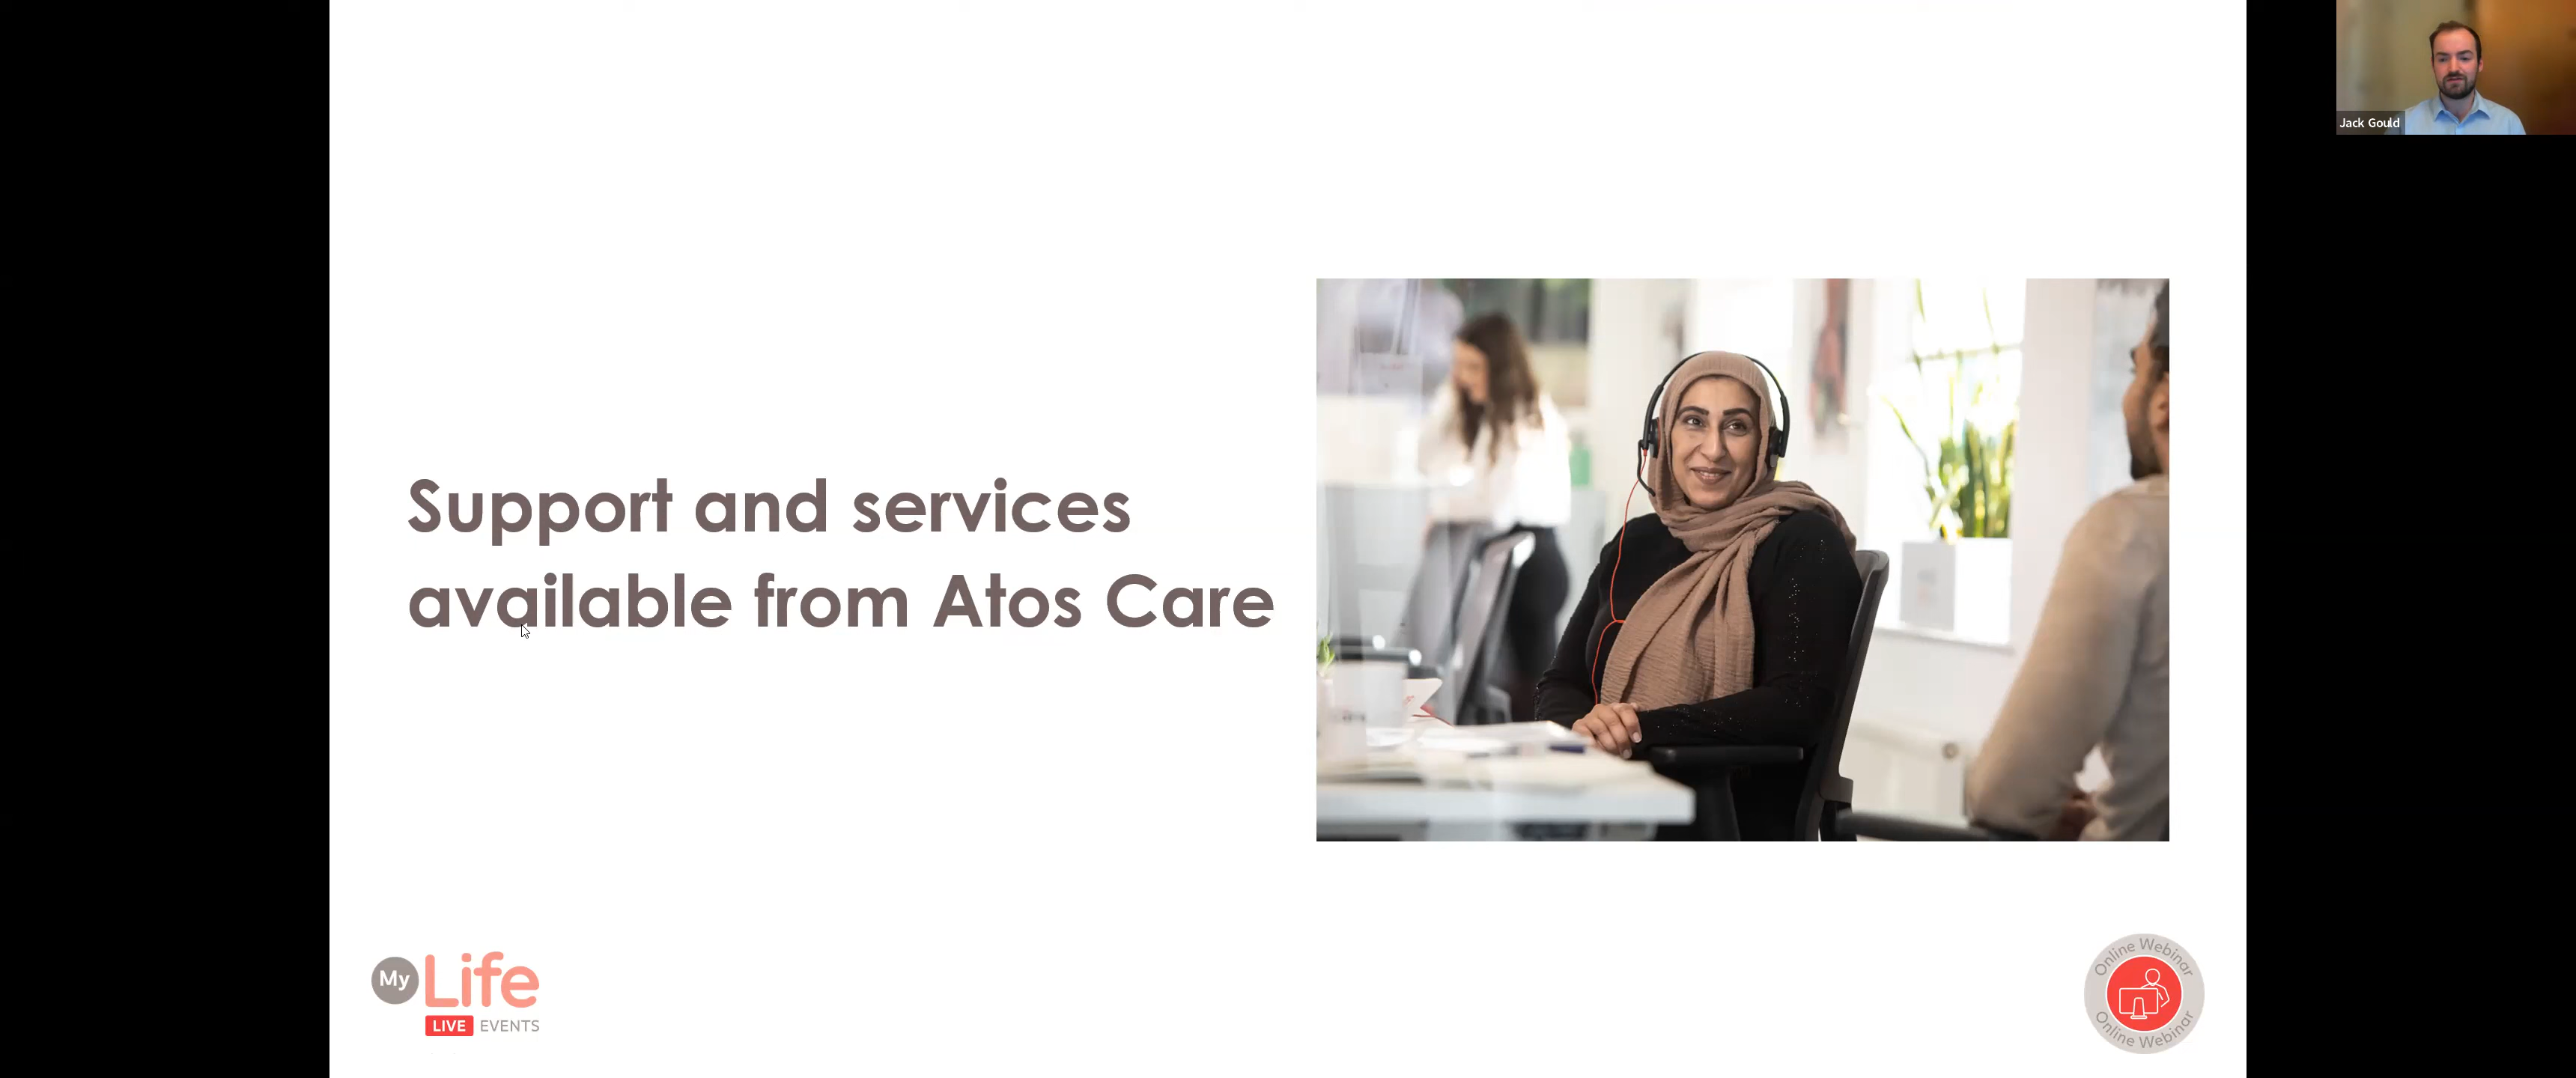 Jack Gould
Support and services
available from Atos Care
My
Life
LIVE EVENTS
Online Webinar
Online Webinar